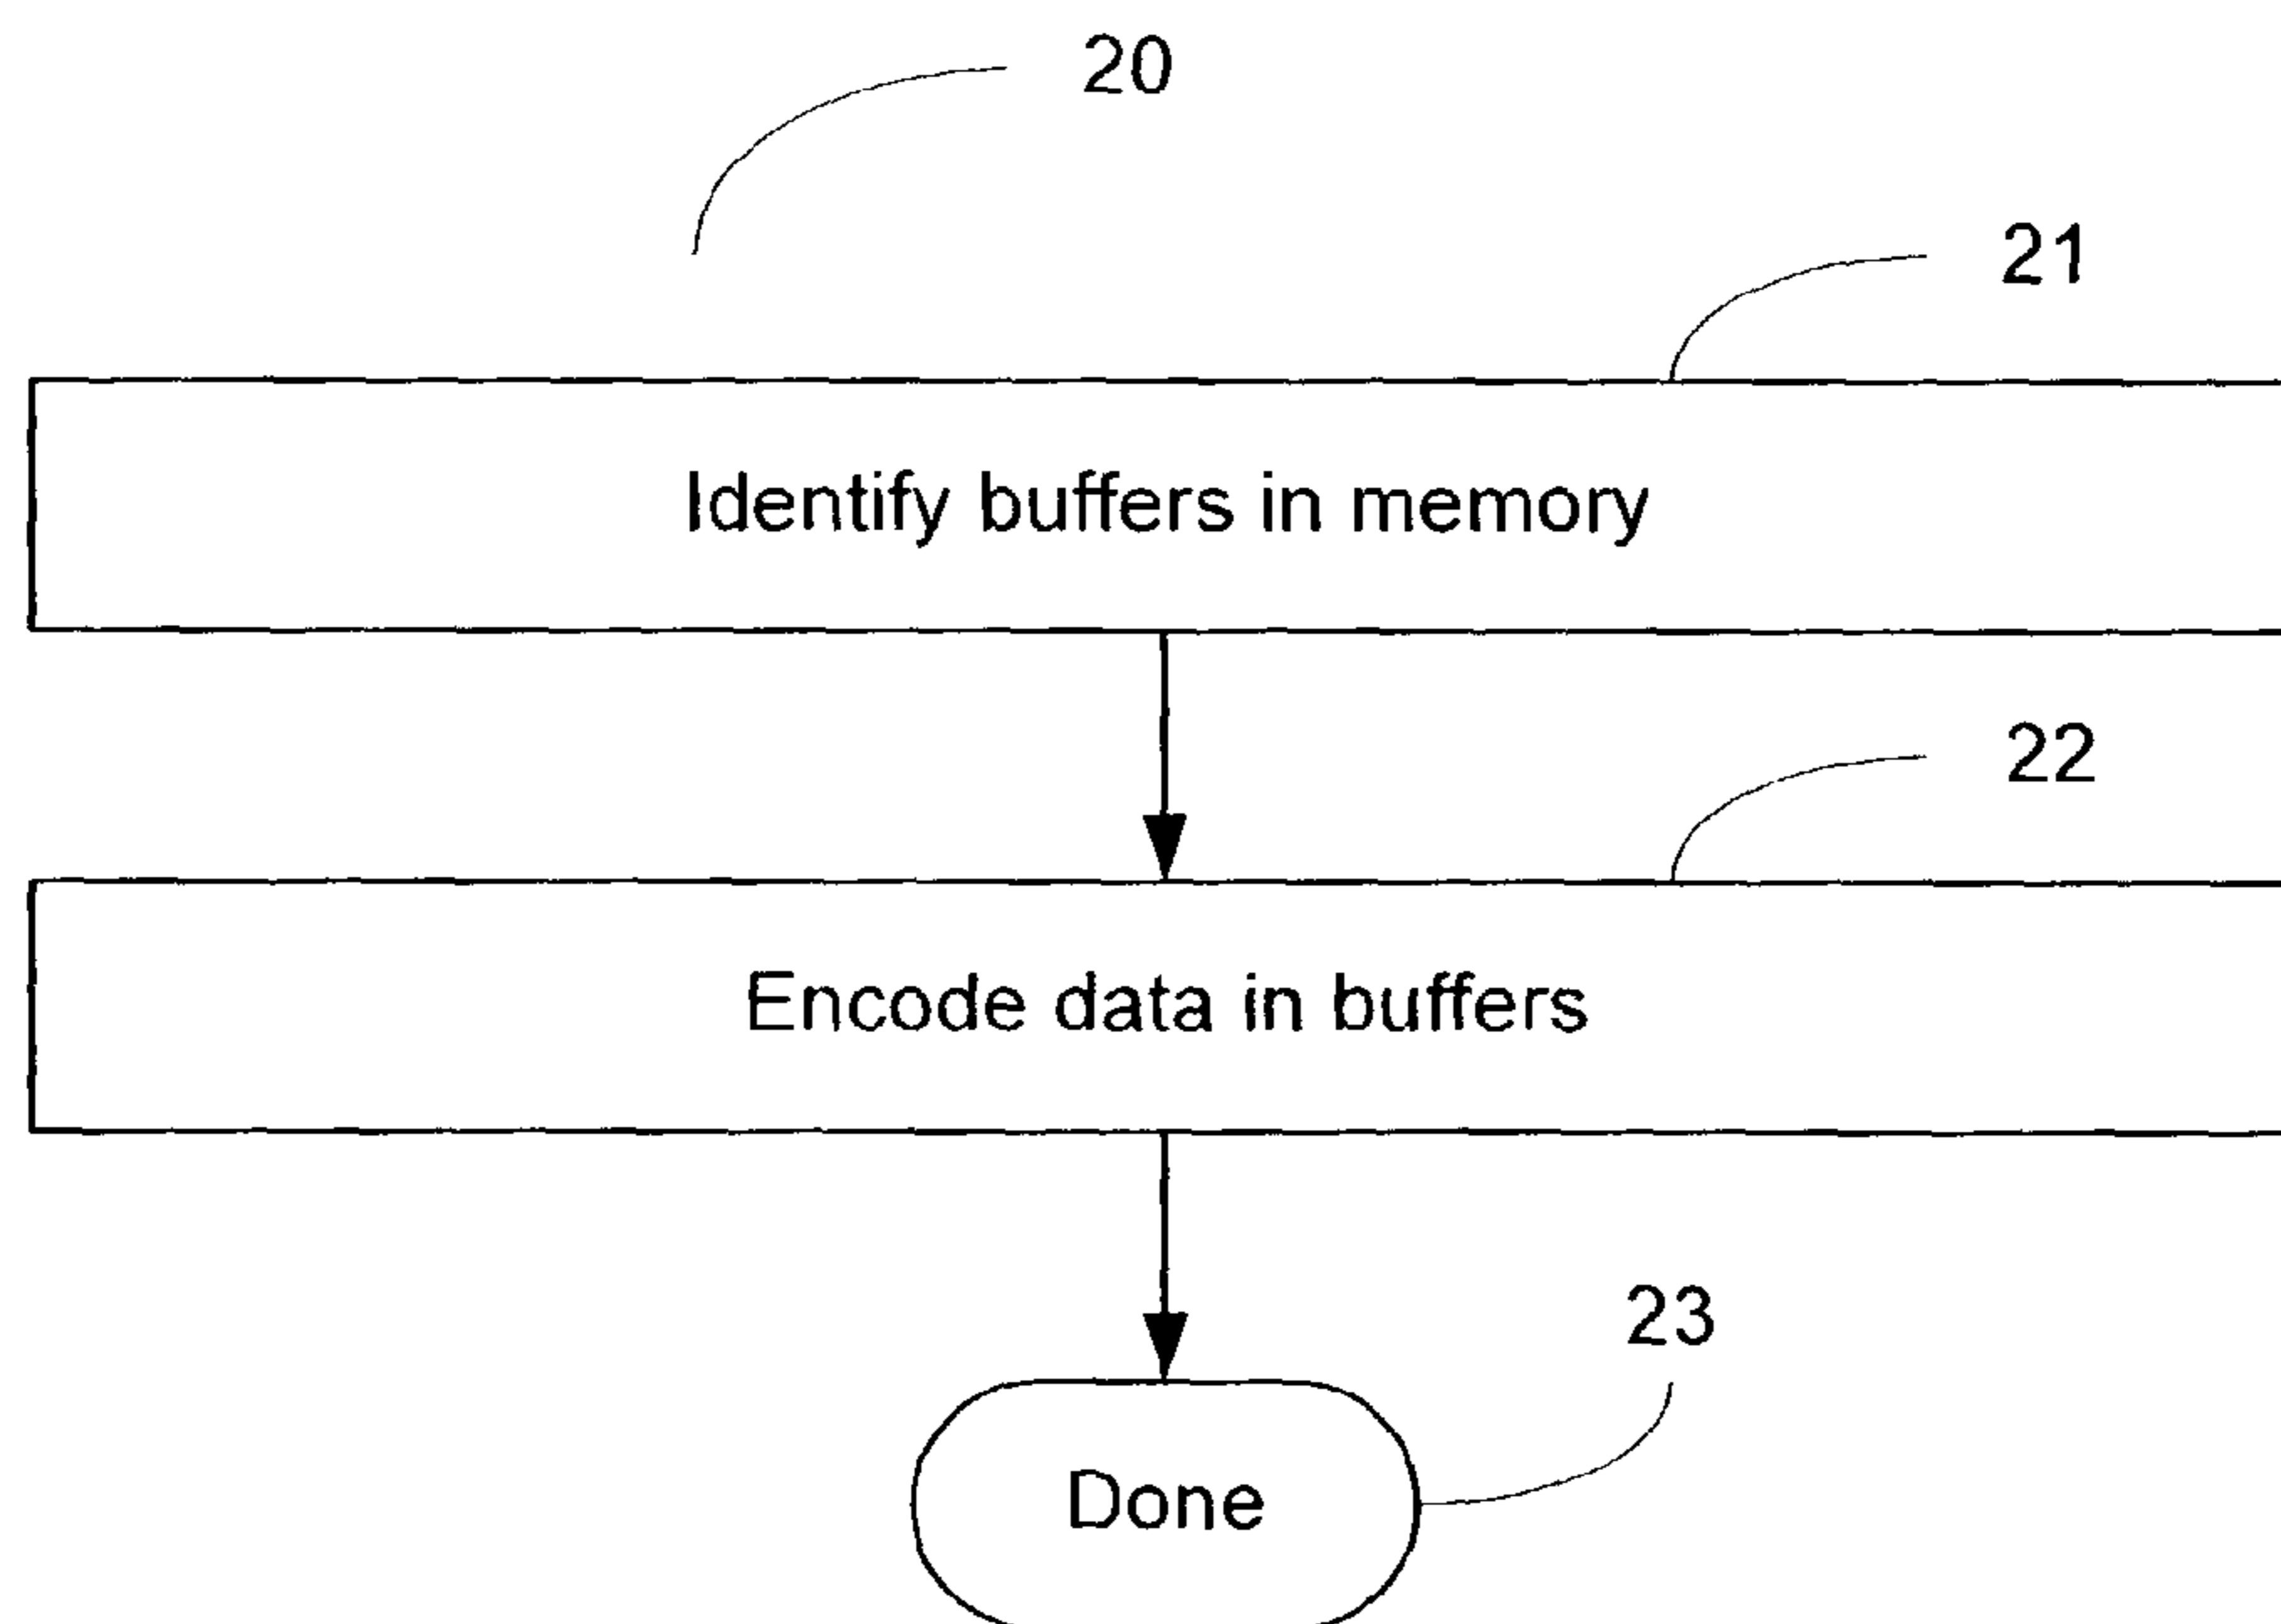 20
21
Identify buffers in memory
22
Encode data in buffers
23
Done